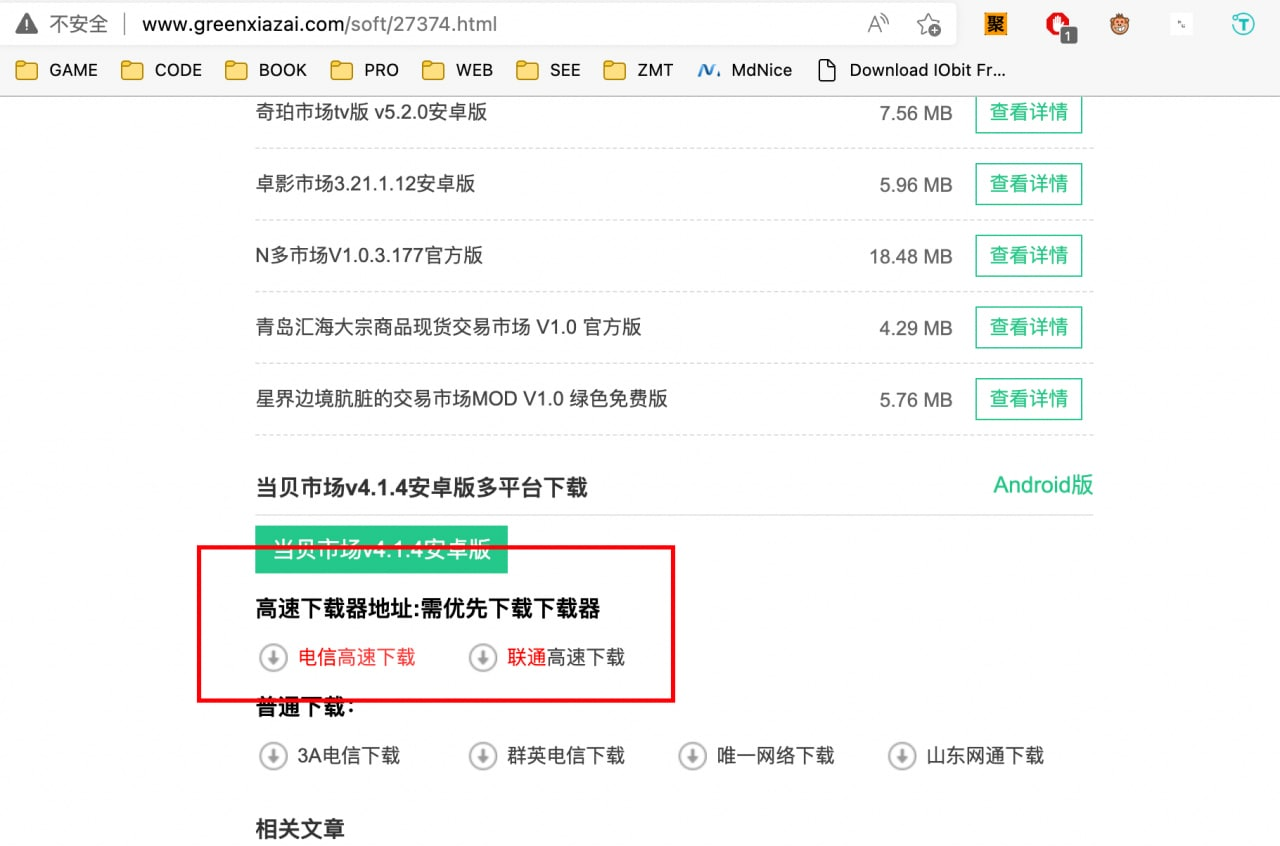 不安全 www.greenxiazai.com/soft/27374.html A 聚 1 T
GAME CODE BOOK PRO WEB SEE ZMT MdNice Download IObit Fr...
奇珀市场tv版 v5.2.0安卓版 7.56 MB 查看详情
卓影市场3.21.1.12安卓版 5.96 MB 查看详情
N多市场V1.0.3.177官方版 18.48 MB 查看详情
青岛汇海大宗商品现货交易市场 V1.0 官方版 4.29 MB 查看详情
星界边境肮脏的交易市场MOD V1.0 绿色免费版 5.76 MB 查看详情
当贝市场v4.1.4安卓版多平台下载 Android版
当贝市场v4.1.4安卓版
高速下载器地址:需优先下载下载器
电信高速下载 联通高速下载
普通下载:
3A电信下载 群英电信下载 唯一网络下载 山东网通下载
相关文章